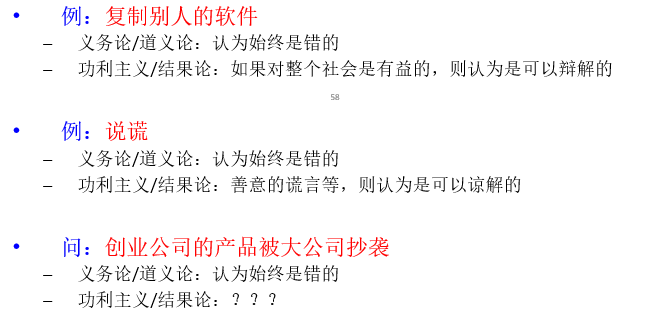 • 例：复制别人的软件
– 义务论/道义论：认为始终是错的
– 功利主义/结果论：如果对整个社会是有益的，则认为是可以辩解的
58
• 例：说谎
– 义务论/道义论：认为始终是错的
– 功利主义/结果论：善意的谎言等，则认为是可以谅解的
• 问：创业公司的产品被大公司抄袭
– 义务论/道义论：认为始终是错的
– 功利主义/结果论：？？？